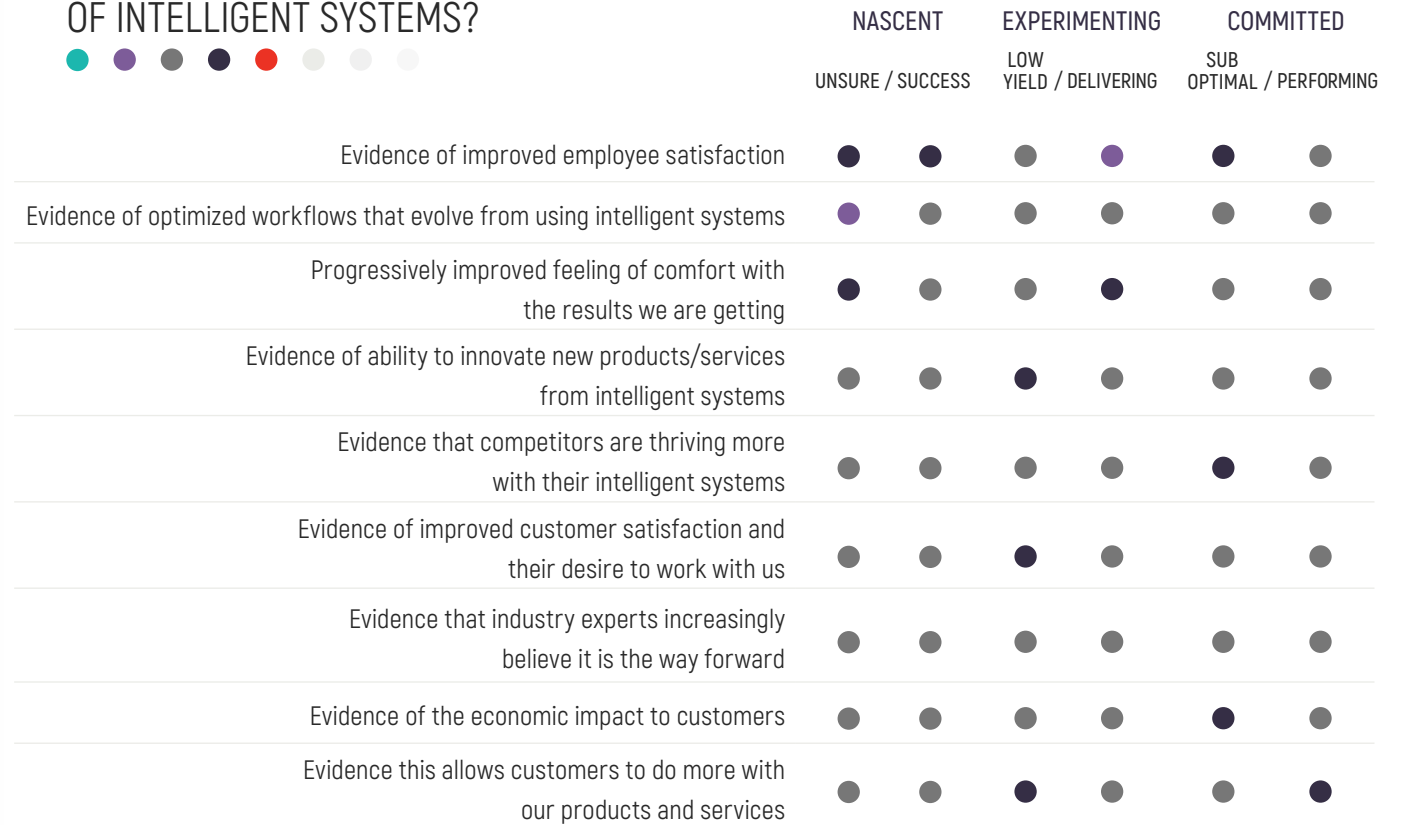 OF INTELLIGENT SYSTEMS?
NASCENT EXPERIMENTING COMMITTED
UNSURE / SUCCESS
LOW
YIELD / DELIVERING
SUB
OPTIMAL / PERFORMING
Evidence of improved employee satisfaction
Evidence of optimized workflows that evolve from using intelligent systems
Progressively improved feeling of comfort with
the results we are getting
Evidence of ability to innovate new products/services
from intelligent systems
Evidence that competitors are thriving more
with their intelligent systems
Evidence of improved customer satisfaction and
their desire to work with us
Evidence that industry experts increasingly
believe it is the way forward
Evidence of the economic impact to customers
Evidence this allows customers to do more with
our products and services